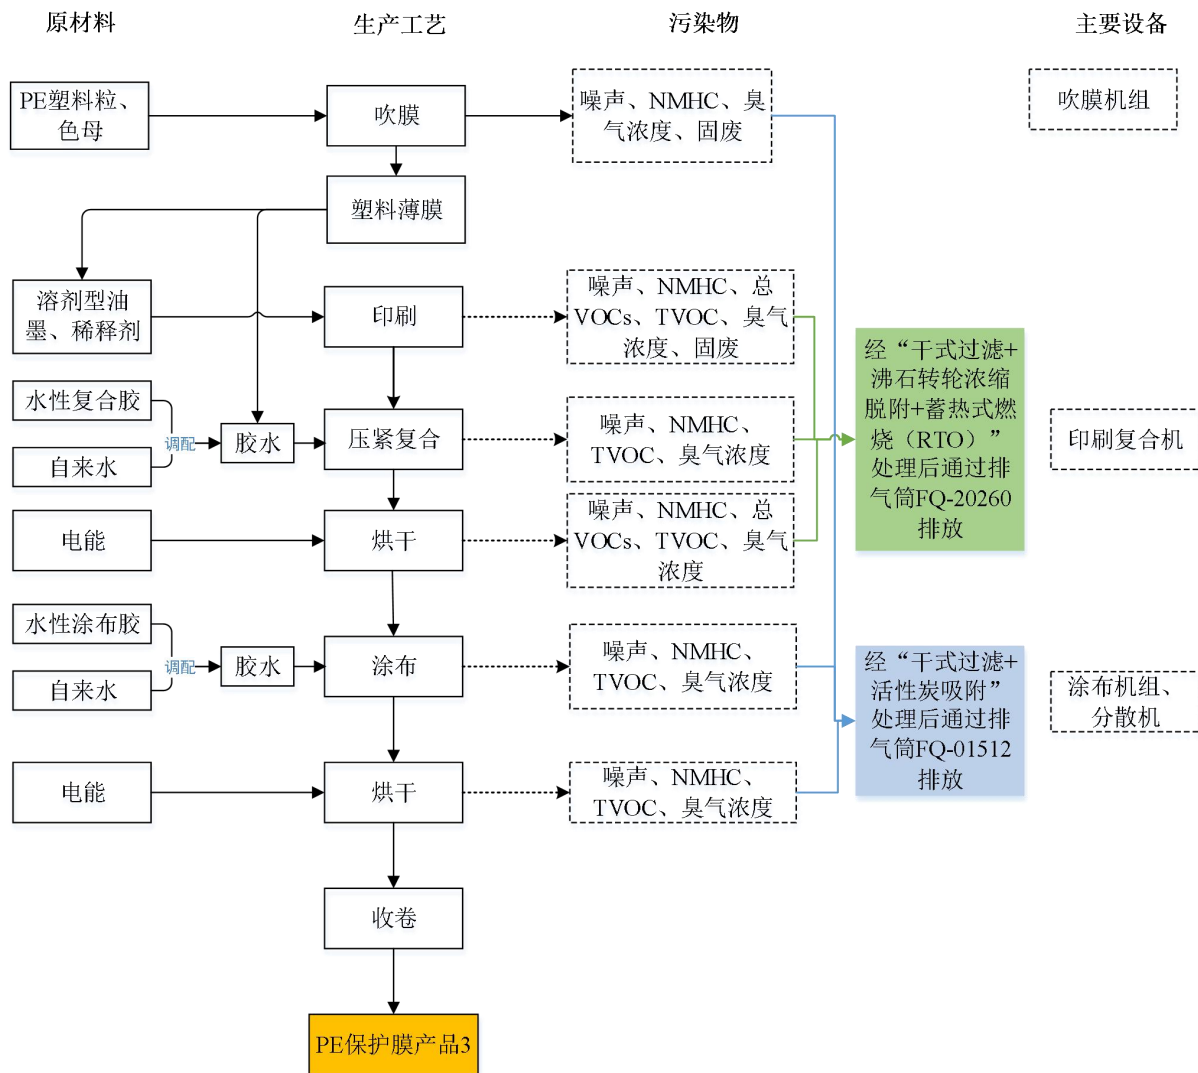 原材料
生产工艺
污染物
主要设备
PE塑料粒、
色母
吹膜
噪声、NMHC、臭
气浓度、固废
吹膜机组
塑料薄膜
溶剂型油
墨、稀释剂
印刷
噪声、NMHC、总
VOCs、TVOC、臭气
浓度、固废
水性复合胶
自来水
调配
胶水
压紧复合
噪声、NMHC、
TVOC、臭气浓度
经“干式过滤+
沸石转轮浓缩
脱附+蓄热式燃
烧（RTO）”
处理后通过排
气筒FQ-20260
排放
印刷复合机
电能
烘干
噪声、NMHC、总
VOCs、TVOC、臭气
浓度
水性涂布胶
自来水
调配
胶水
涂布
噪声、NMHC、
TVOC、臭气浓度
经“干式过滤+
活性炭吸附”
处理后通过排
气筒FQ-01512
排放
涂布机组、
分散机
电能
烘干
噪声、NMHC、
TVOC、臭气浓度
收卷
PE保护膜产品3